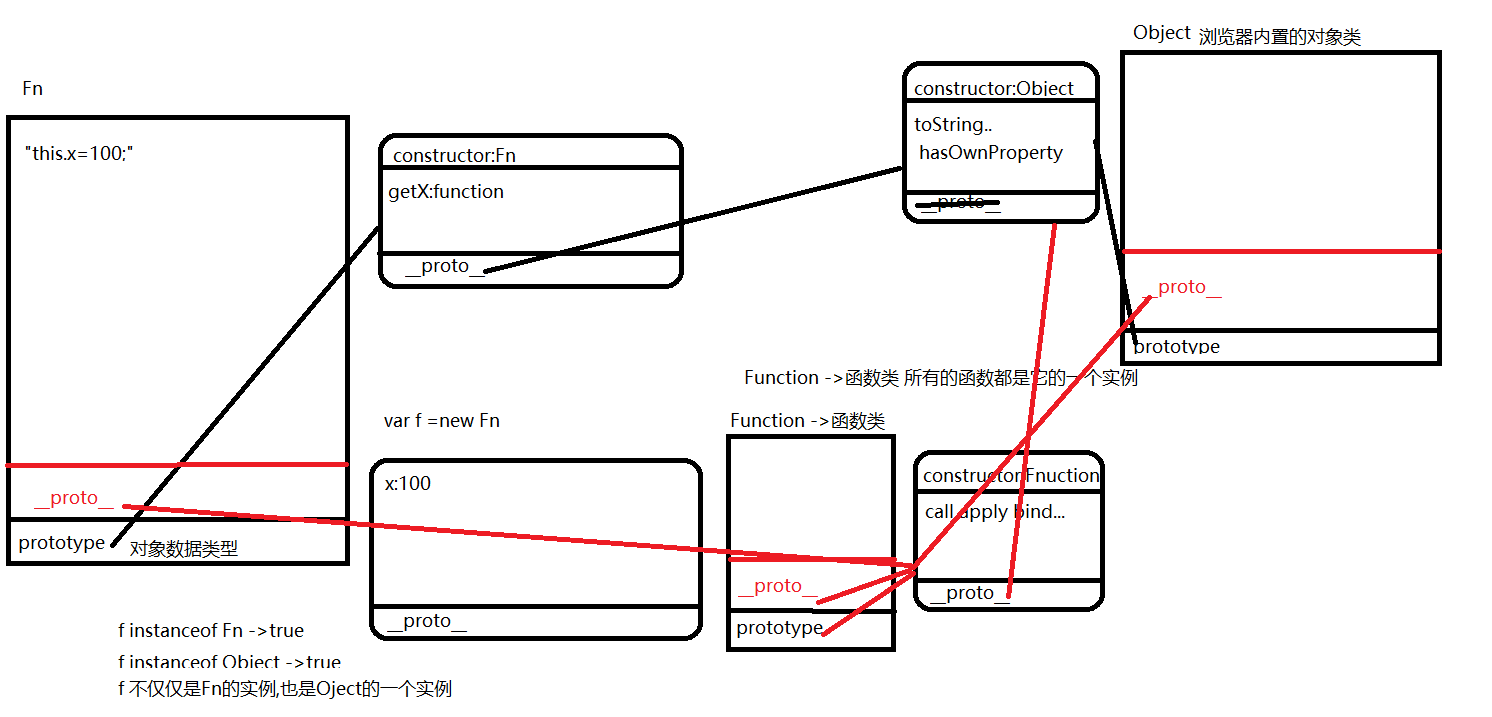 Object 浏览器内置的对象类
Fn
"this.x=100;"
constructor:Fn
getX:function
__proto__
constructor:Object
toString..
hasOwnProperty
__proto__
__proto__
prototype
Function ->函数类 所有的函数都是它的一个实例
var f =new Fn
Function ->函数类
x:100
__proto__
__proto__
prototype
constructor:Fnuction
call apply bind...
__proto__
__proto__
prototype 对象数据类型
f instanceof Fn ->true
f instanceof Object ->true
f 不仅仅是Fn的实例,也是Oject的一个实例